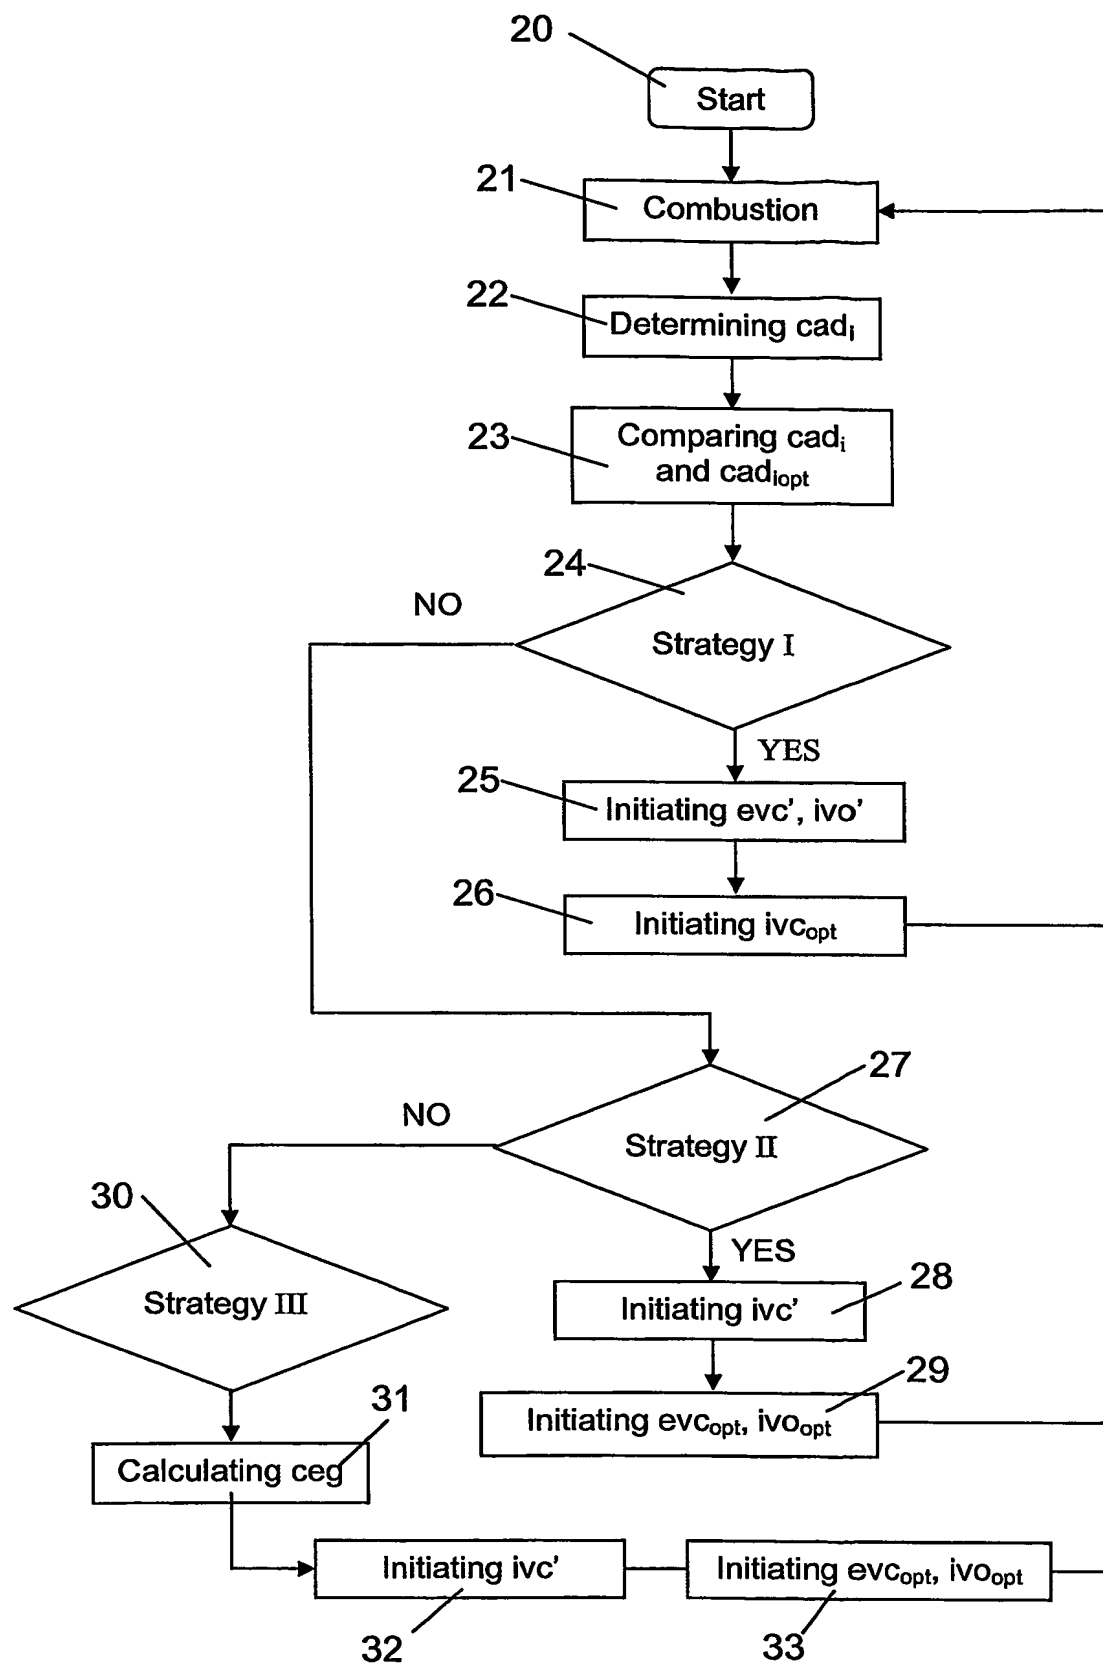 20
Start
21
Combustion
22
Determining cadi
23
Comparing cadi
and cadiopt
24
NO
Strategy I
YES
25
Initiating evc', ivo'
26
Initiating ivcopt
27
NO
Strategy II
30
YES
Strategy III
28
Initiating ivc'
29
Initiating evcopt, ivoopt
31
Calculating ceg
Initiating ivc'
Initiating evcopt, ivoopt
32
33